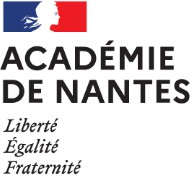 ACADÉMIE
DE NANTES
Liberté
Égalité
Fraternité